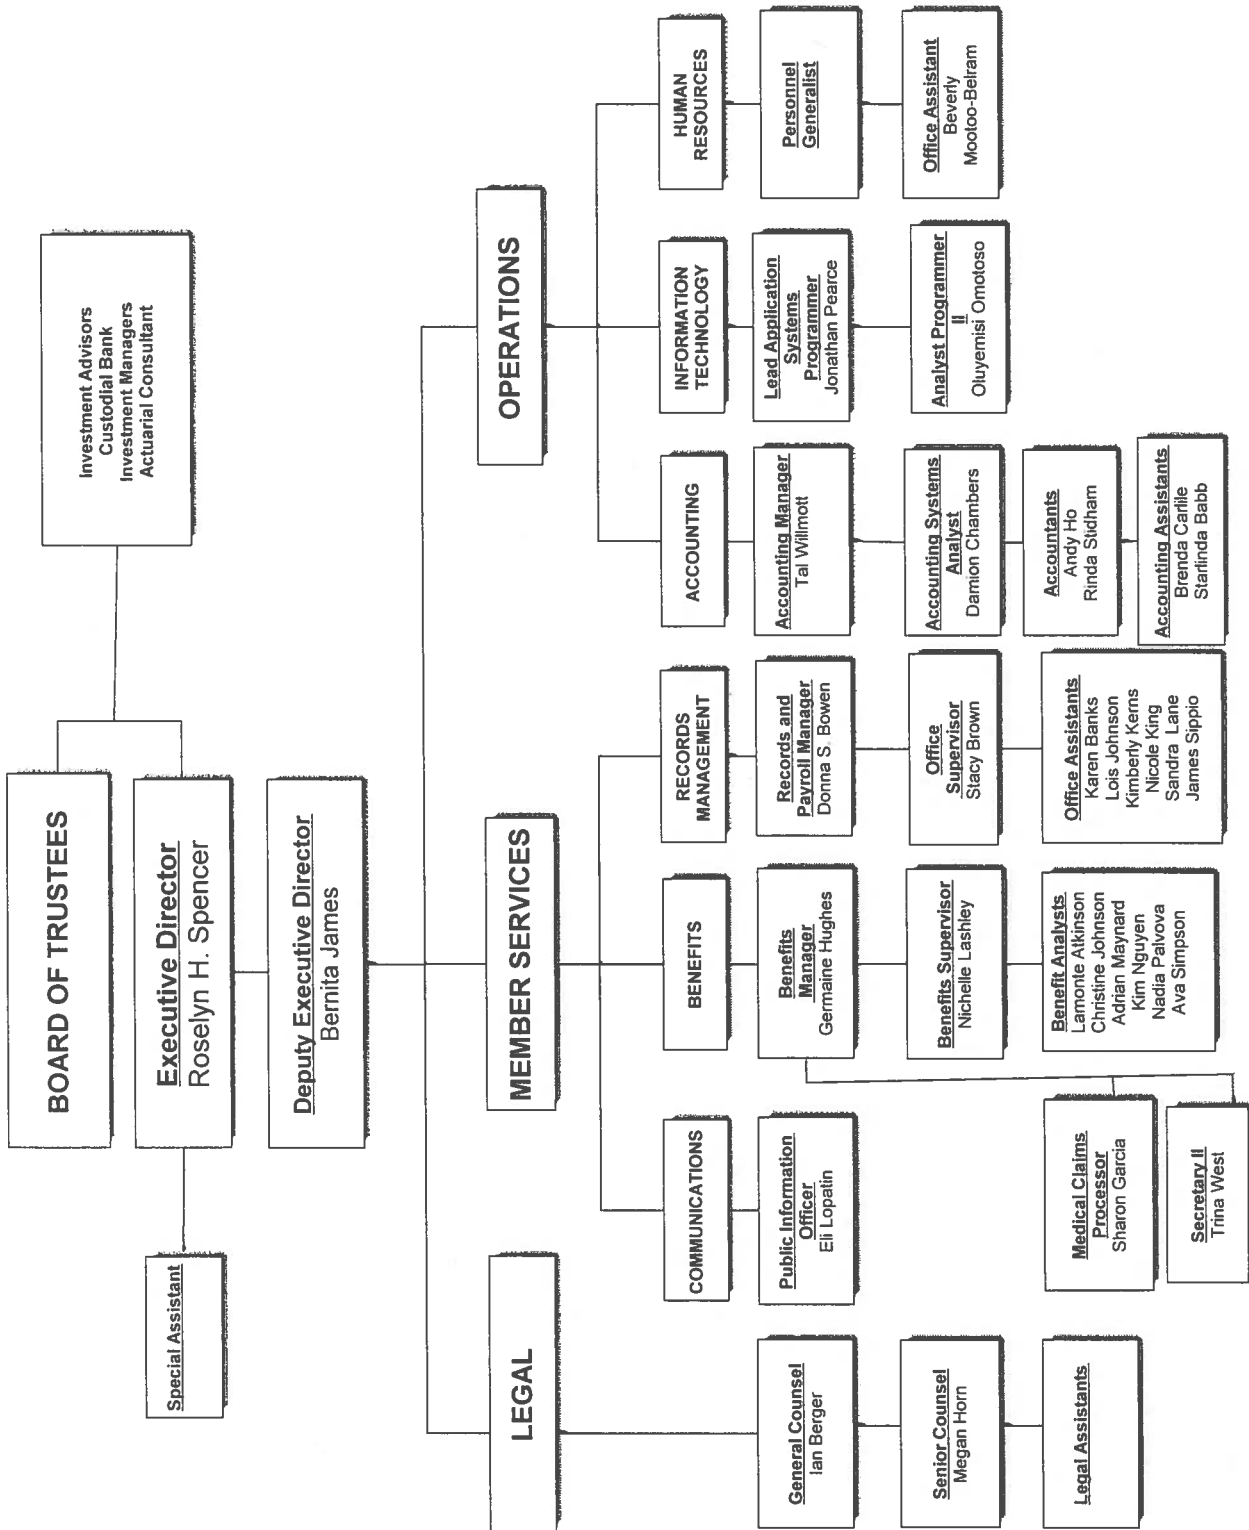 BOARD OF TRUSTEES
Investment Advisors
Custodial Bank
Investment Managers
Actuarial Consultant
Executive Director
Roselyn H. Spencer
Special Assistant
Deputy Executive Director
Bernita James
LEGAL
MEMBER SERVICES
OPERATIONS
COMMUNICATIONS
BENEFITS
RECORDS
MANAGEMENT
ACCOUNTING
INFORMATION
TECHNOLOGY
HUMAN
RESOURCES
General Counsel
Ian Berger
Public Information
Officer
Eli Lopatin
Benefits
Manager
Germaine Hughes
Records and
Payroll Manager
Donna S. Bowen
Accounting Manager
Tal Willmott
Lead Application
Systems
Programmer
Jonathan Pearce
Personnel
Generalist
Senior Counsel
Megan Horn
Benefits Supervisor
Nichelle Lashley
Office
Supervisor
Stacy Brown
Accounting Systems
Analyst
Damion Chambers
Analyst Programmer
II
Oluyemisi Omotoso
Office Assistant
Beverly
Mootoo-Belram
Legal Assistants
Medical Claims
Processor
Sharon Garcia
Benefit Analysts
Lamonte Atkinson
Christine Johnson
Adrian Maynard
Kim Nguyen
Nadia Palvova
Ava Simpson
Office Assistants
Karen Banks
Lois Johnson
Kimberly Kerns
Nicole King
Sandra Lane
James Sippio
Accountants
Andy Ho
Rinda Stidham
Secretary II
Trina West
Accounting Assistants
Brenda Carlile
Starlinda Babb